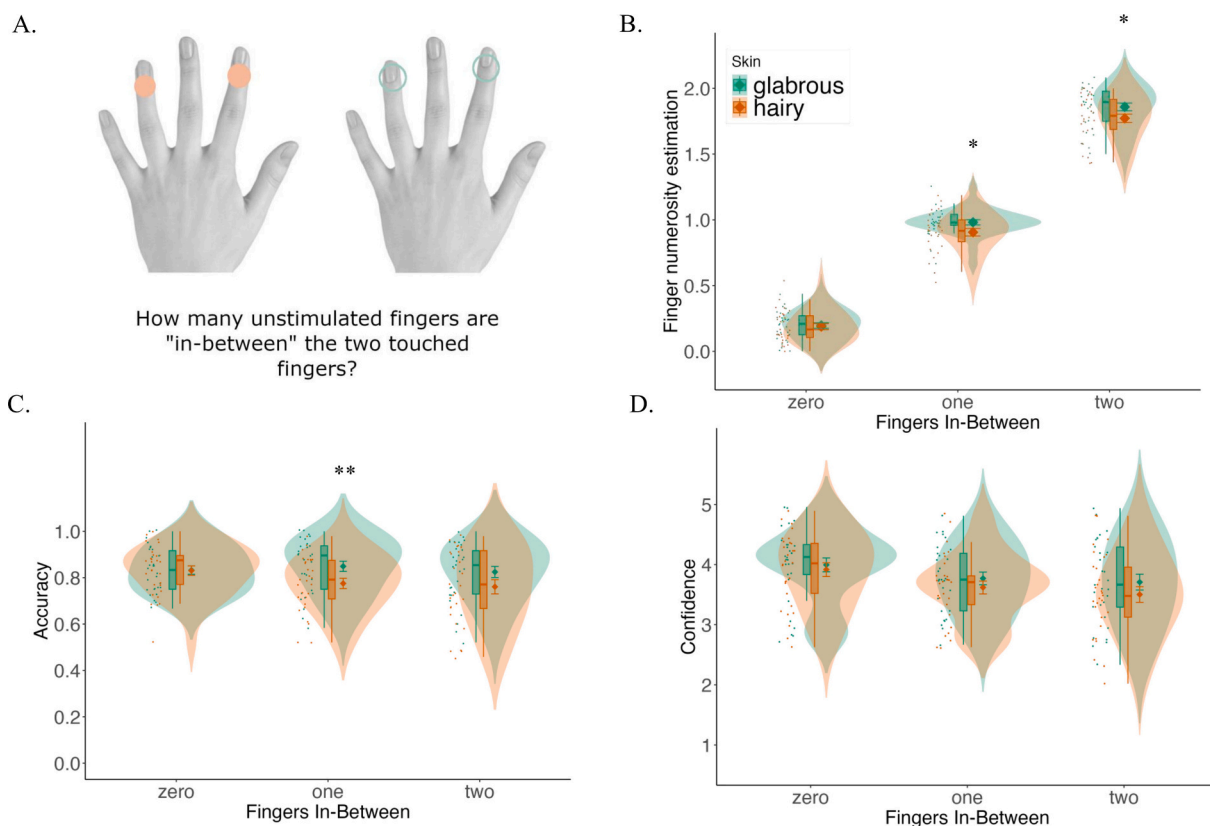 A.
How many unstimulated fingers are
"in-between" the two touched
fingers?
B.
*
*
Skin
glabrous
hairy
Finger numerosity estimation
2.0
1.5
1.0
0.5
0.0
zero
one
two
Fingers In-Between
C.
**
Accuracy
1.0
0.8
0.6
0.4
0.2
0.0
zero
one
two
Fingers In-Between
D.
Confidence
5
4
3
2
1
zero
one
two
Fingers In-Between